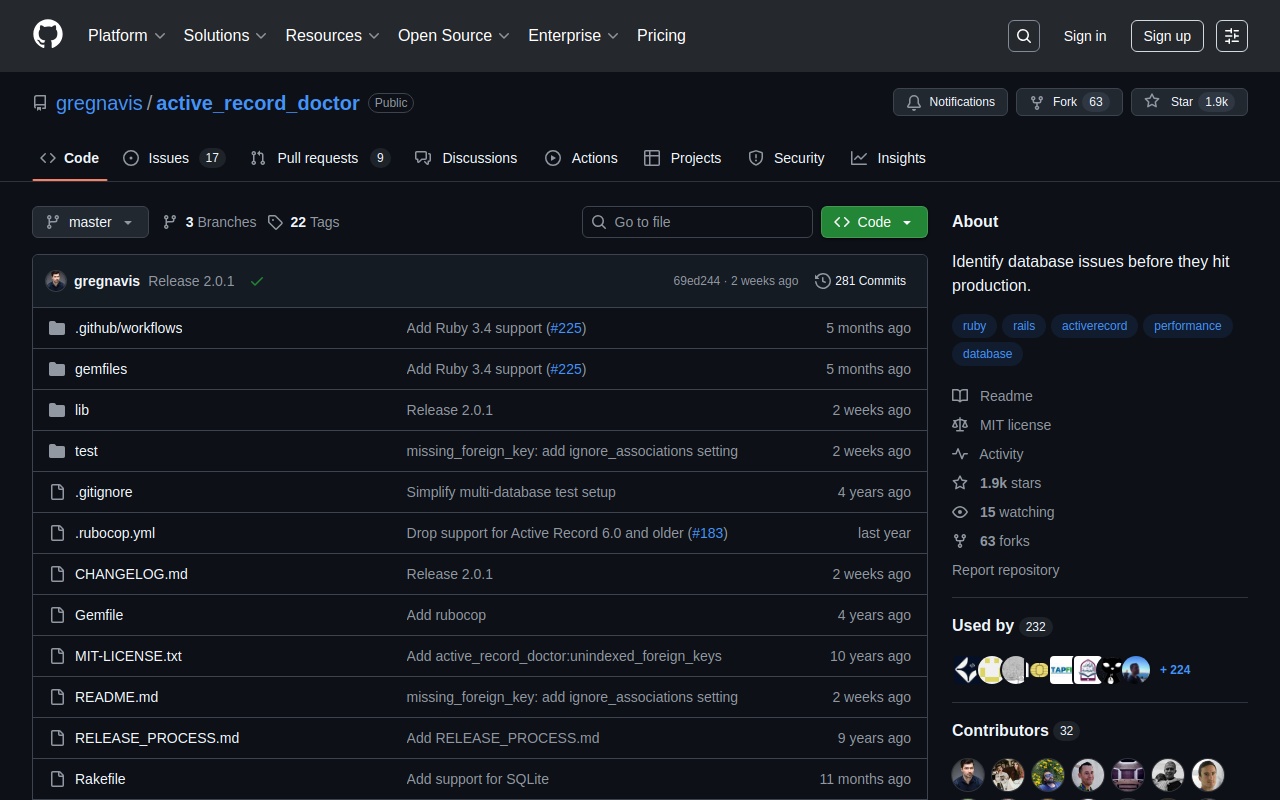 Platform Solutions Resources Open Source Enterprise Pricing Sign in Sign up
gregnavis / active_record_doctor Public Notifications Fork 63 Star 1.9k
Code Issues 17 Pull requests 9 Discussions Actions Projects Security Insights
master 3 Branches 22 Tags Go to file Code
gregnavis Release 2.0.1 69ed244 · 2 weeks ago 281 Commits
.github/workflows Add Ruby 3.4 support (#225) 5 months ago
gemfiles Add Ruby 3.4 support (#225) 5 months ago
lib Release 2.0.1 2 weeks ago
test missing_foreign_key: add ignore_associations setting 2 weeks ago
.gitignore Simplify multi-database test setup 4 years ago
.rubocop.yml Drop support for Active Record 6.0 and older (#183) last year
CHANGELOG.md Release 2.0.1 2 weeks ago
Gemfile Add rubocop 4 years ago
MIT-LICENSE.txt Add active_record_doctor:unindexed_foreign_keys 10 years ago
README.md missing_foreign_key: add ignore_associations setting 2 weeks ago
RELEASE_PROCESS.md Add RELEASE_PROCESS.md 9 years ago
Rakefile Add support for SQLite 11 months ago
About
Identify database issues before they hit
production.
ruby rails activerecord performance
database
Readme
MIT license
Activity
1.9k stars
15 watching
63 forks
Report repository
Used by 232
+ 224
Contributors 32